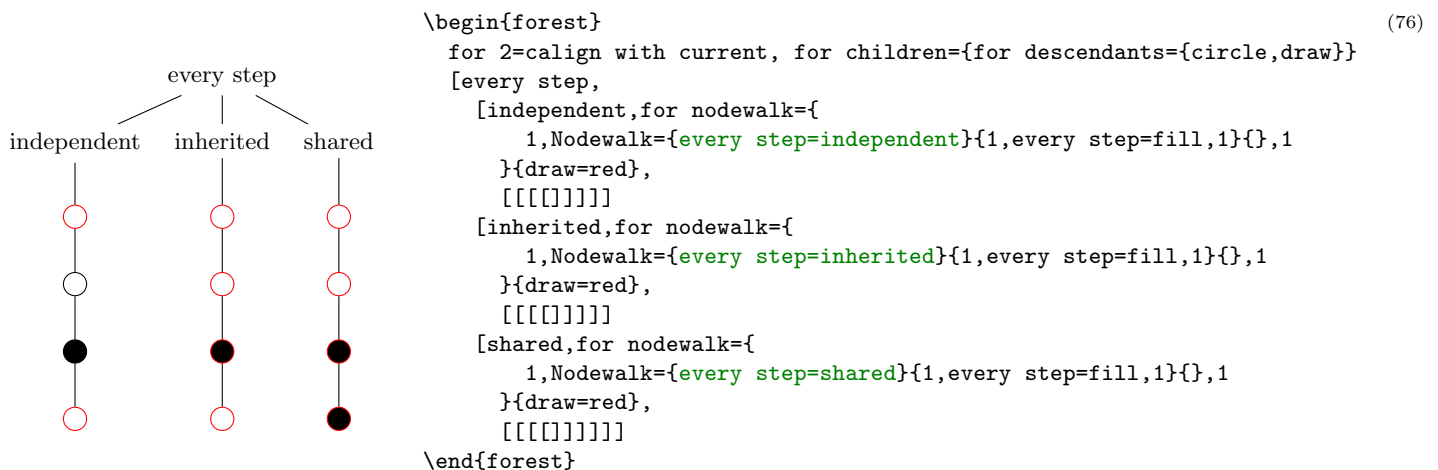 every step
independent inherited shared
\begin{forest} (76)
  for 2=calign with current, for children={for descendants={circle,draw}}
  [every step,
    [independent,for nodewalk={
        1,Nodewalk={every step=independent}{1,every step=fill,1}{},1
      }{draw=red},
      [[[[]]]]]
    [inherited,for nodewalk={
        1,Nodewalk={every step=inherited}{1,every step=fill,1}{},1
      }{draw=red},
      [[[[]]]]]
    [shared,for nodewalk={
        1,Nodewalk={every step=shared}{1,every step=fill,1}{},1
      }{draw=red},
      [[[[]]]]]]
\end{forest}